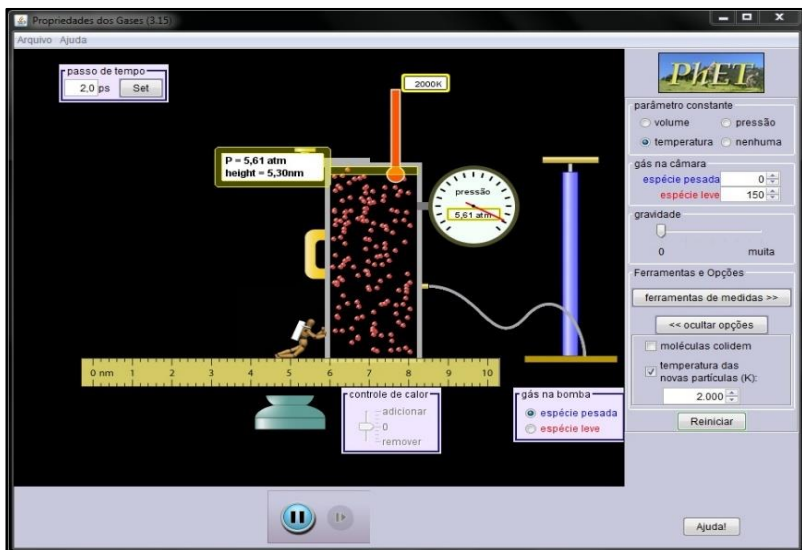 Propriedades dos Gases (3.15)
Arquivo Ajuda
passo de tempo
2,0 ps Set
2000K
P = 5,61 atm
height = 5,30nm
pressão
5,61 atm
0 nm 1 2 3 4 5 6 7 8 9 10
controle de calor
adicionar
0
remover
gás na bomba
espécie pesada
espécie leve
PhET
parâmetro constante
volume pressão
temperatura nenhuma
gás na câmara
espécie pesada 0
espécie leve 150
gravidade
0 muita
Ferramentas e Opções
ferramentas de medidas >>
<< ocultar opções
moléculas colidem
temperatura das
novas partículas (K):
2.000
Reiniciar
Ajuda!